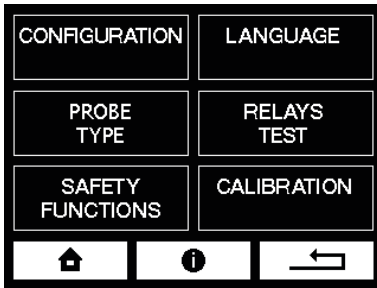 CONFIGURATION
LANGUAGE
PROBE
TYPE
RELAYS
TEST
SAFETY
FUNCTIONS
CALIBRATION